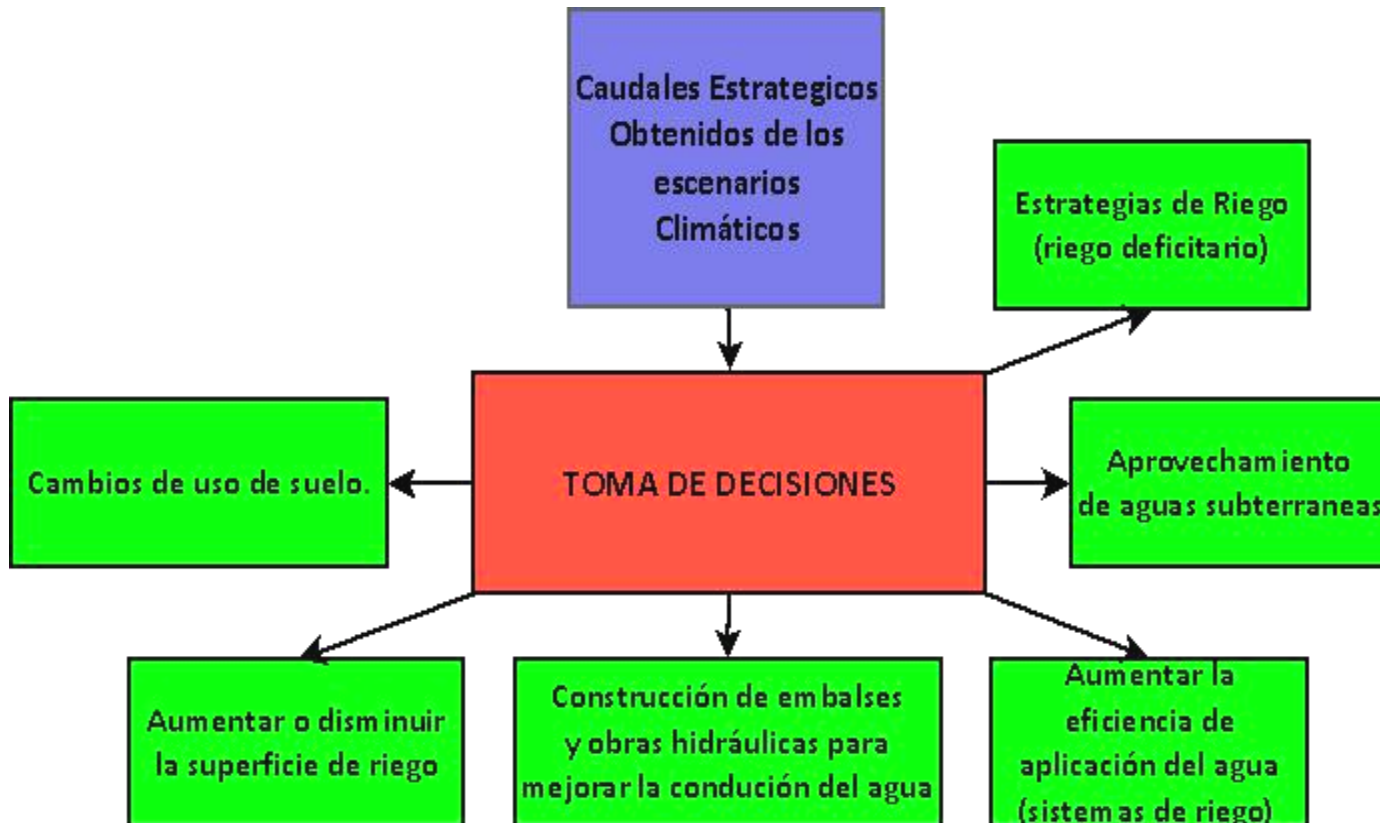 Caudales Estrategicos
Obtenidos de los
escenarios
Climáticos
Estrategias de Riego
(riego deficitario)
Cambios de uso de suelo.
TOMA DE DECISIONES
Aprovechamiento
de aguas subterraneas
Aumentar o disminuir
la superficie de riego
Construcción de embalses
y obras hidráulicas para
mejorar la condución del agua
Aumentar la
eficiencia de
aplicación del agua
(sistemas de riego)